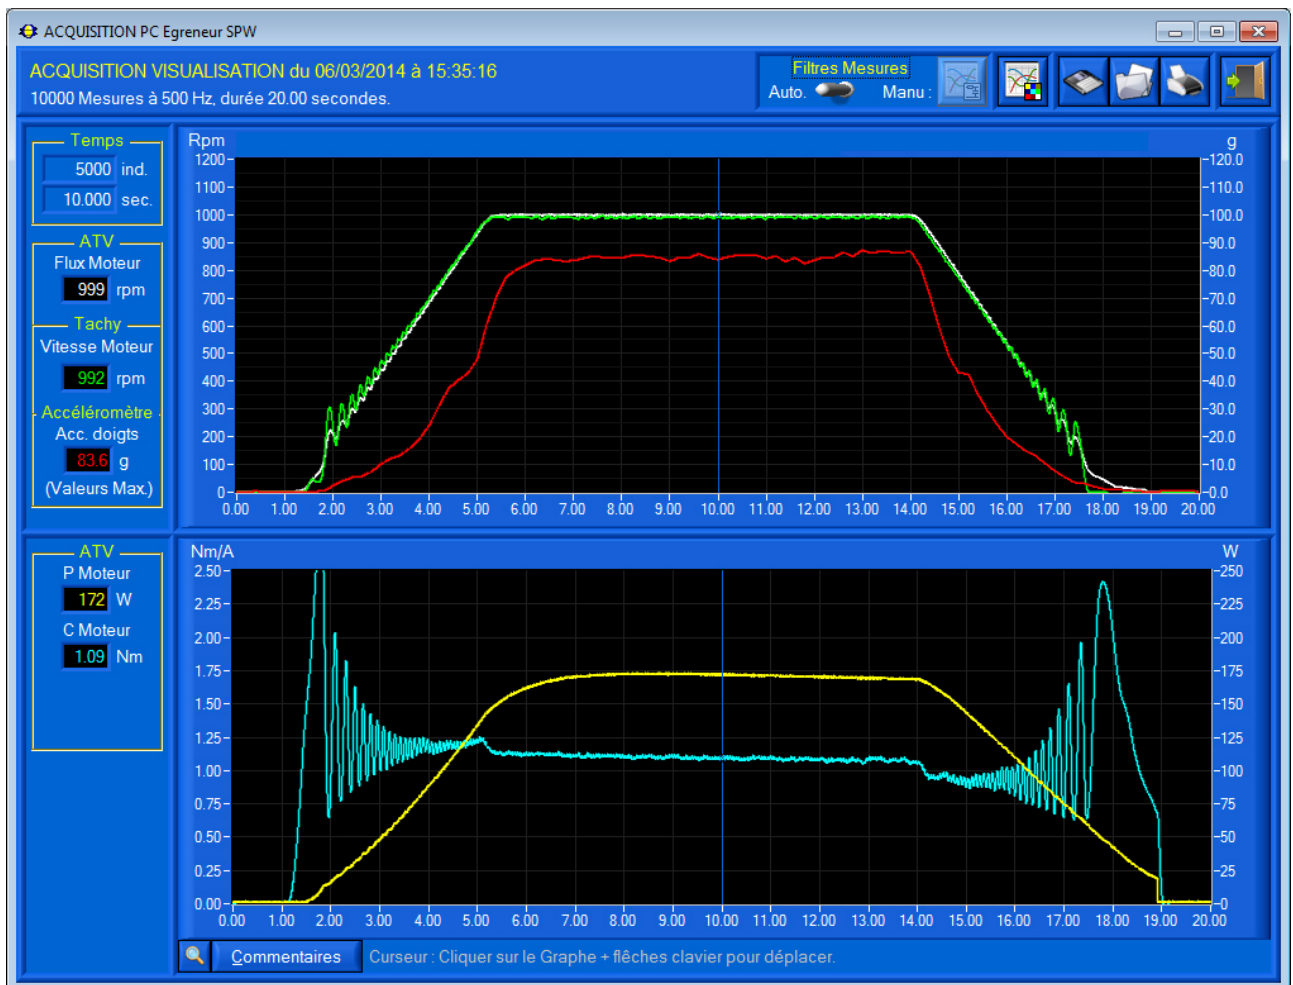 ACQUISITION PC Egreneur SPW
ACQUISITION VISUALISATION du 06/03/2014 à 15:35:16
10000 Mesures à 500 Hz, durée 20.00 secondes.
Filtres Mesures
Auto. Manu :
Temps
5000 ind.
10.000 sec.
ATV
Flux Moteur
999 rpm
Tachy
Vitesse Moteur
992 rpm
Accéléromètre
Acc. doigts
83.6 g
(Valeurs Max.)
Rpm g
1200 120.0
1100 110.0
1000 100.0
900 90.0
800 80.0
700 70.0
600 60.0
500 50.0
400 40.0
300 30.0
200 20.0
100 10.0
0 0.0
0.00 1.00 2.00 3.00 4.00 5.00 6.00 7.00 8.00 9.00 10.00 11.00 12.00 13.00 14.00 15.00 16.00 17.00 18.00 19.00 20.00
ATV
P Moteur
172 W
C Moteur
1.09 Nm
Nm/A W
2.50 250
2.25 225
2.00 200
1.75 175
1.50 150
1.25 125
1.00 100
0.75 75
0.50 50
0.25 25
0.00 0
0.00 1.00 2.00 3.00 4.00 5.00 6.00 7.00 8.00 9.00 10.00 11.00 12.00 13.00 14.00 15.00 16.00 17.00 18.00 19.00 20.00
Commentaires Curseur : Cliquer sur le Graphe + flêches clavier pour déplacer.